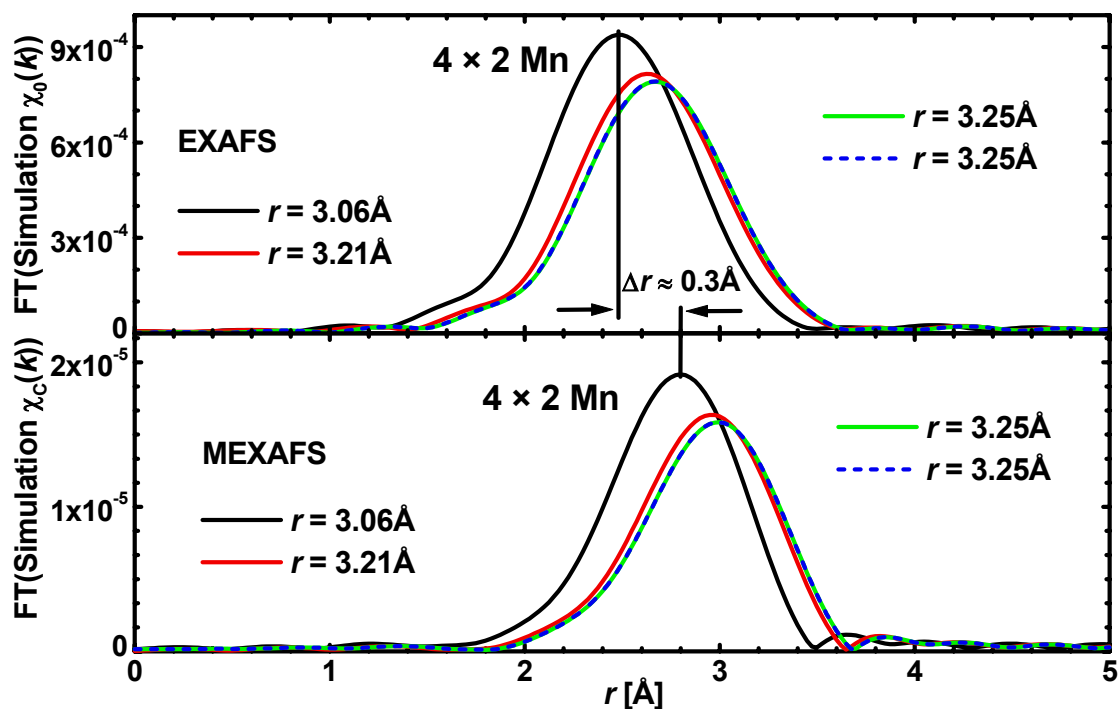 FT(Simulation χ₀(k))
9x10⁻⁴
6x10⁻⁴
3x10⁻⁴
0
4 × 2 Mn
EXAFS
r = 3.06Å
r = 3.21Å
r = 3.25Å
r = 3.25Å
Δr ≈ 0.3Å
FT(Simulation χC(k))
2x10⁻⁵
1x10⁻⁵
0
4 × 2 Mn
MEXAFS
r = 3.06Å
r = 3.21Å
r = 3.25Å
r = 3.25Å
0 1 2 3 4 5
r [Å]